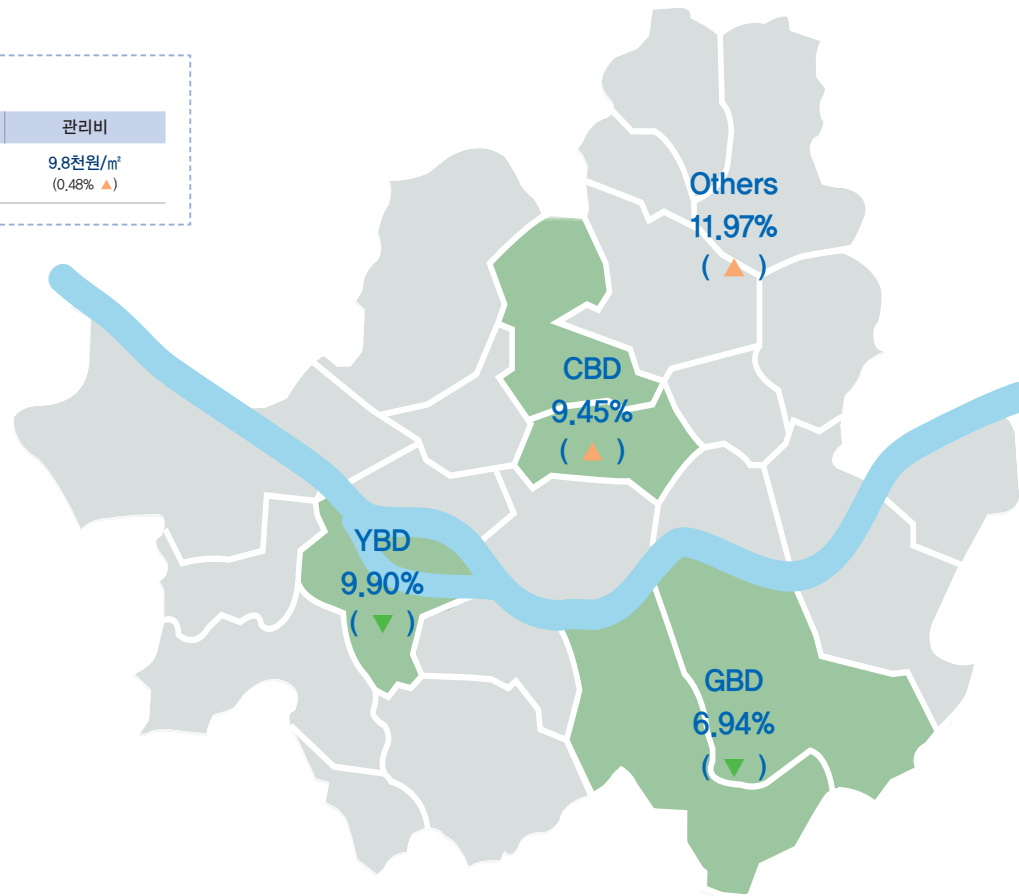 관리비
9.8천원/㎡
(0.48% ▲)
Others
11.97%
( ▲ )
CBD
9.45%
( ▲ )
YBD
9.90%
( ▼ )
GBD
6.94%
( ▼ )